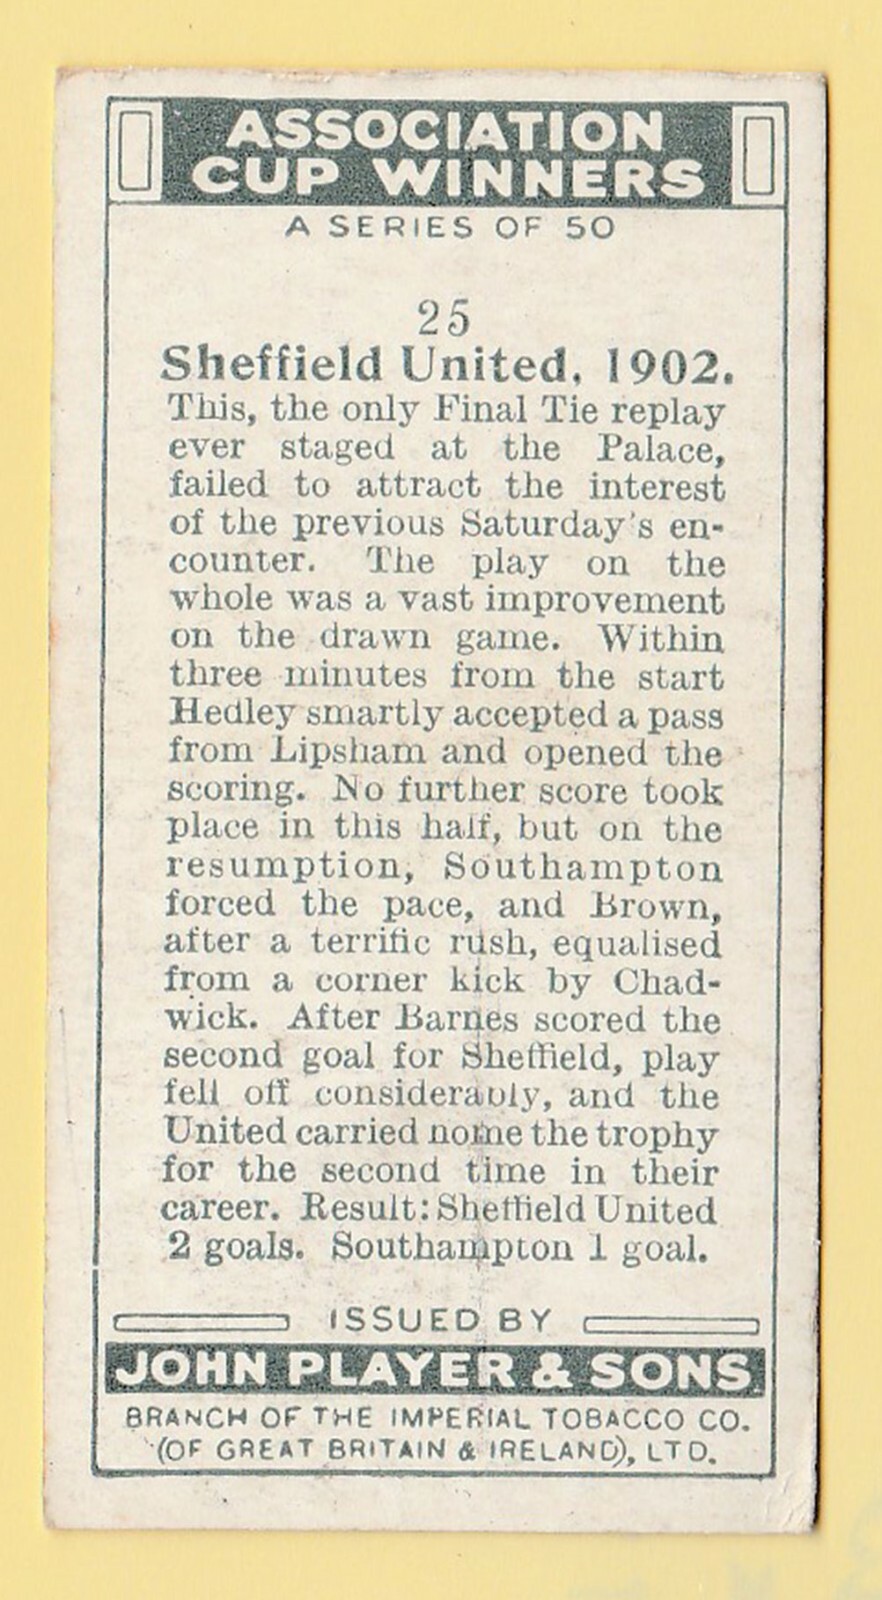 ASSOCIATION
CUP WINNERS
A SERIES OF 50
25
Sheffield United, 1902.
This, the only Final Tie replay
ever staged at the Palace,
failed to attract the interest
of the previous Saturday's en-
counter. The play on the
whole was a vast improvement
on the drawn game. Within
three minutes from the start
Hedley smartly accepted a pass
from Lipsham and opened the
scoring. No further score took
place in this half, but on the
resumption, Southampton
forced the pace, and Brown,
after a terrific rush, equalised
from a corner kick by Chad-
wick. After Barnes scored the
second goal for Sheffield, play
fell off considerably, and the
United carried home the trophy
for the second time in their
career. Result: Sheffield United
2 goals. Southampton 1 goal.
ISSUED BY
JOHN PLAYER & SONS
BRANCH OF THE IMPERIAL TOBACCO CO.
(OF GREAT BRITAIN & IRELAND), LTD.